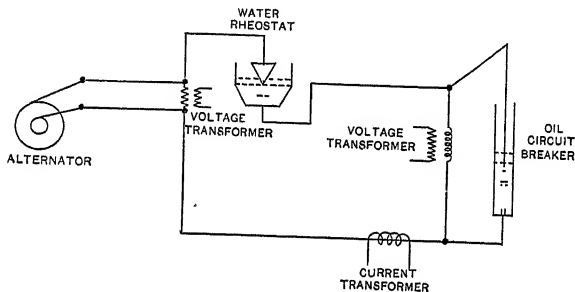 WATER
RHEOSTAT
VOLTAGE
TRANSFORMER
ALTERNATOR
VOLTAGE
TRANSFORMER
OIL
CIRCUIT
BREAKER
CURRENT
TRANSFORMER